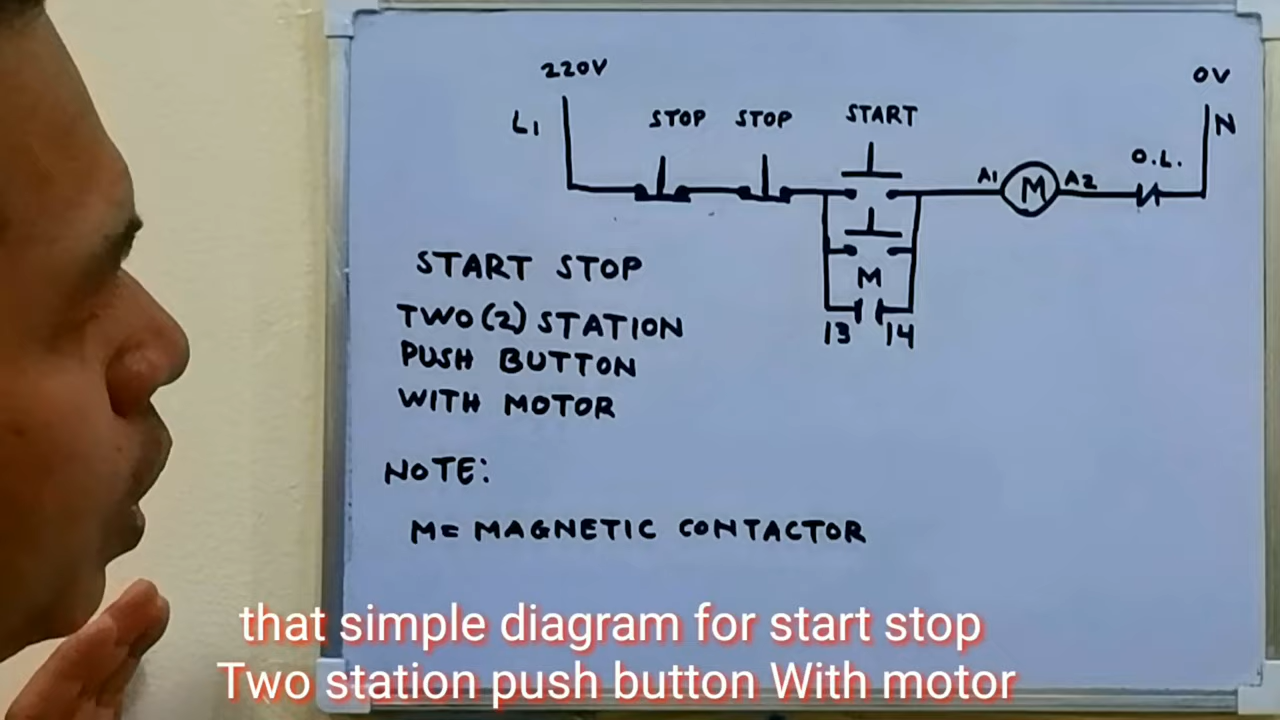 220V
0V
L1
STOP
STOP
START
N
O.L.
A1
M
A2
M
13
14
START STOP
TWO(2) STATION
PUSH BUTTON
WITH MOTOR
NOTE:
M= MAGNETIC CONTACTOR
that simple diagram for start stop
Two station push button With motor